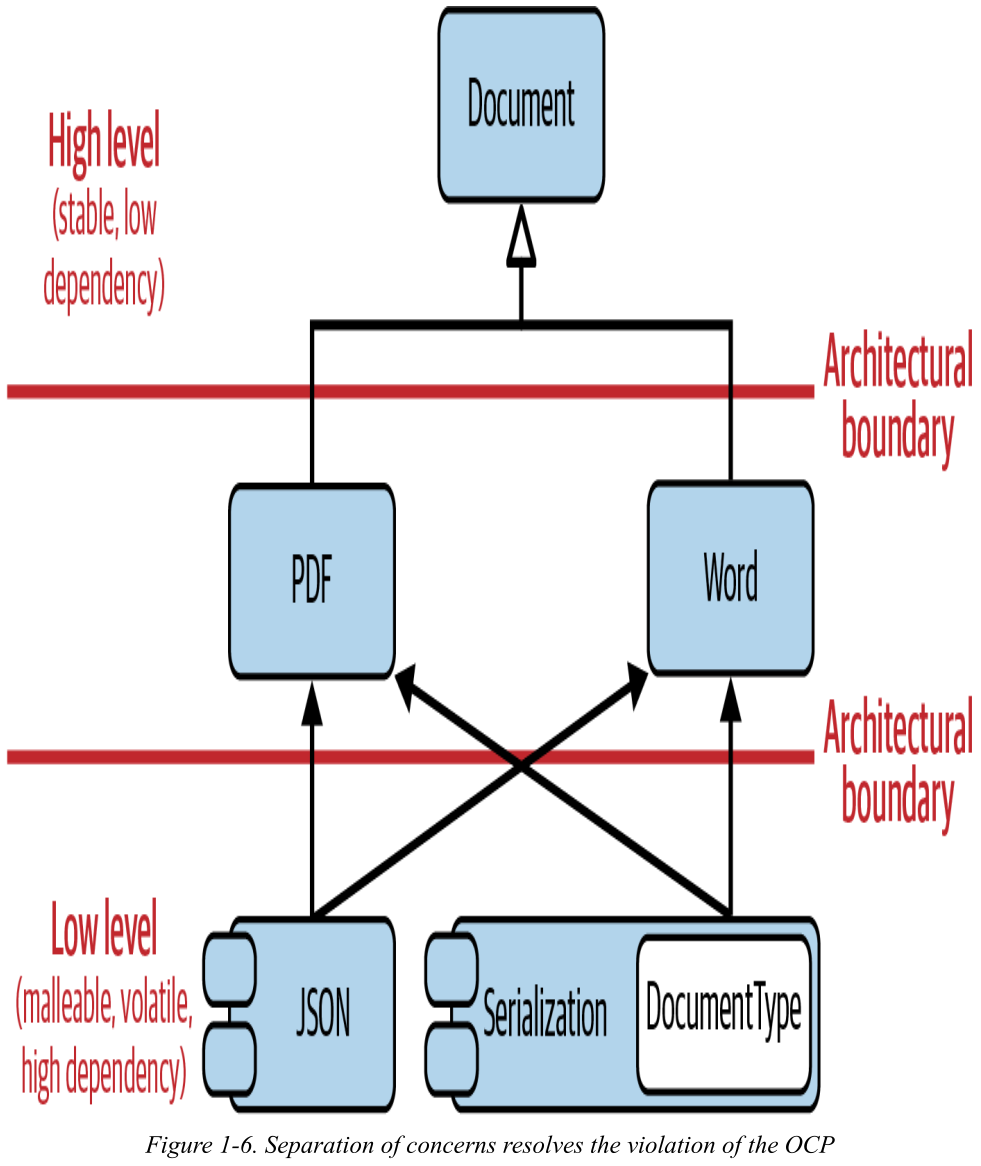 Document
High level
(stable, low
dependency)
Architectural
boundary
PDF
Word
Architectural
boundary
Low level
(malleable, volatile,
high dependency)
JSON
Serialization
DocumentType
Figure 1-6. Separation of concerns resolves the violation of the OCP